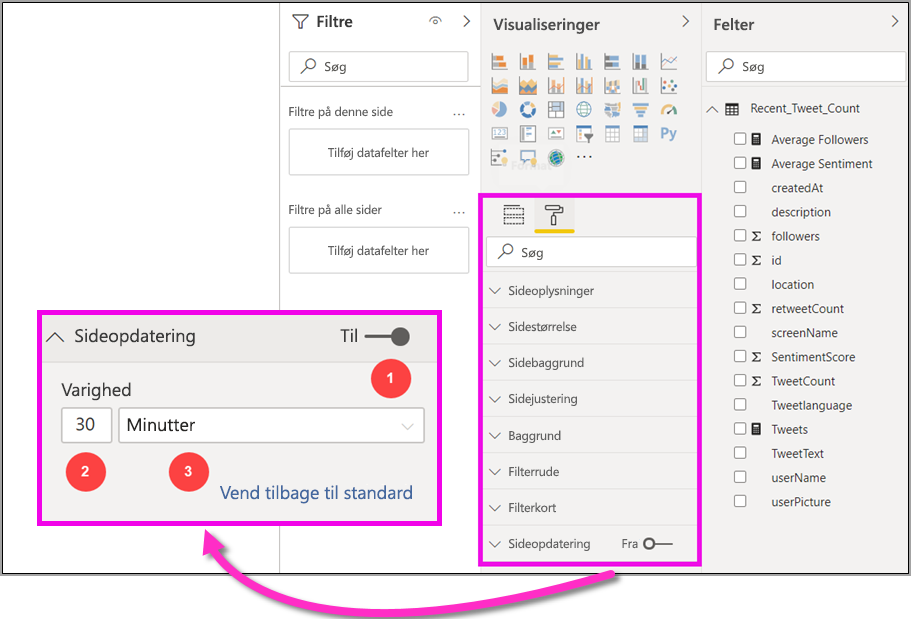 Filtre
Søg
Filtre på denne side
...
Tilføj datafelter her
Filtre på alle sider
...
Tilføj datafelter her
Sideopdatering
Til
1
Varighed
30
Minutter
2
3
Vend tilbage til standard
Visualiseringer
123
Py
...
Søg
Sideoplysninger
Sidestørrelse
Sidebaggrund
Sidejustering
Baggrund
Filterrude
Filterkort
Sideopdatering
Fra
Felter
Søg
Recent_Tweet_Count
Average Followers
Average Sentiment
createdAt
description
Σ followers
Σ id
location
Σ retweetCount
screenName
Σ SentimentScore
Σ TweetCount
Tweetlanguage
Tweets
TweetText
userName
userPicture